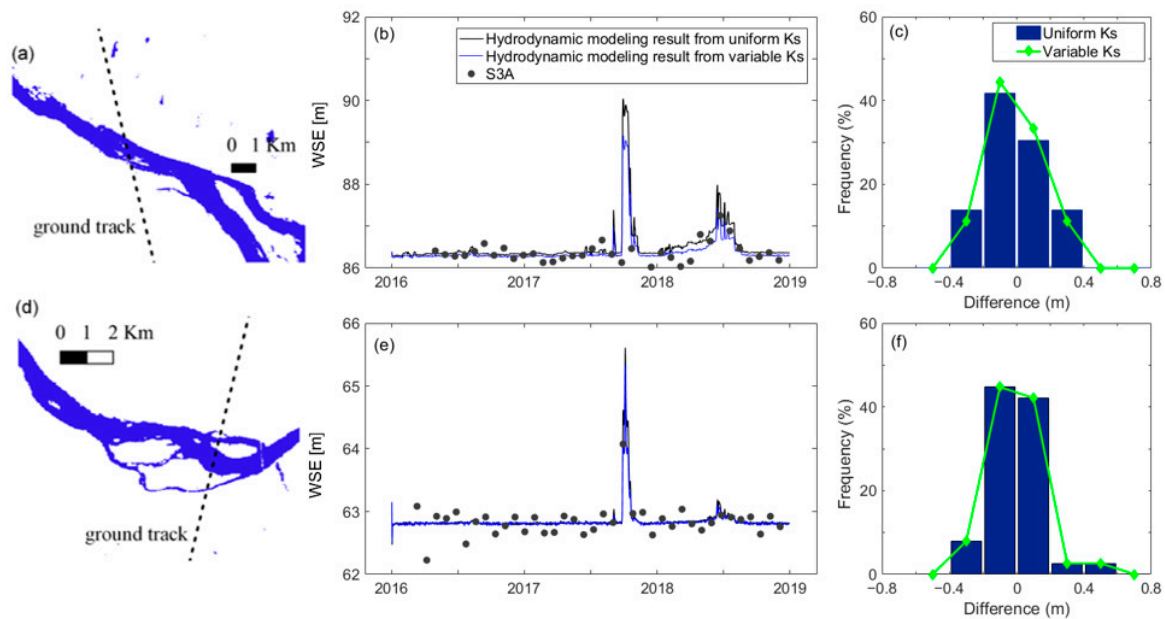 (a)
0 1 Km
ground track
(b)
92
90
88
86
WSE [m]
Hydrodynamic modeling result from uniform Ks
Hydrodynamic modeling result from variable Ks
S3A
2016 2017 2018 2019
(c)
Uniform Ks
Variable Ks
60
40
20
0
Frequency (%)
−0.8 −0.4 0 0.4 0.8
Difference (m)
(d)
0 1 2 Km
ground track
(e)
66
65
64
63
62
WSE [m]
2016 2017 2018 2019
(f)
60
40
20
0
Frequency (%)
−0.8 −0.4 0 0.4 0.8
Difference (m)